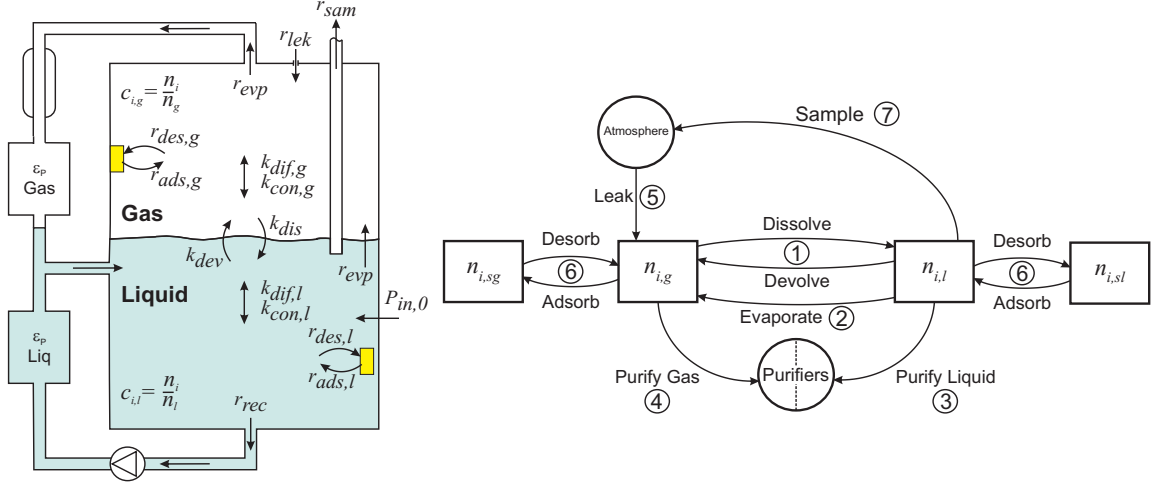 r_sam
r_lek
r_evp
c_i,g = n_i / n_g
r_des,g
r_ads,g
ε_P
Gas
k_dif,g
k_con,g
Gas
k_dis
k_dev
r_evp
Liquid
k_dif,l
k_con,l
P_in,0
ε_P
Liq
r_des,l
r_ads,l
c_i,l = n_i / n_l
r_rec
Sample ⑦
Atmosphere
Leak ⑤
Dissolve
Desorb
Desorb
n_i,sg
⑥
n_i,g
①
n_i,l
⑥
n_i,sl
Adsorb
Devolve
Adsorb
Evaporate ②
Purify Gas
④
Purifiers
Purify Liquid
③